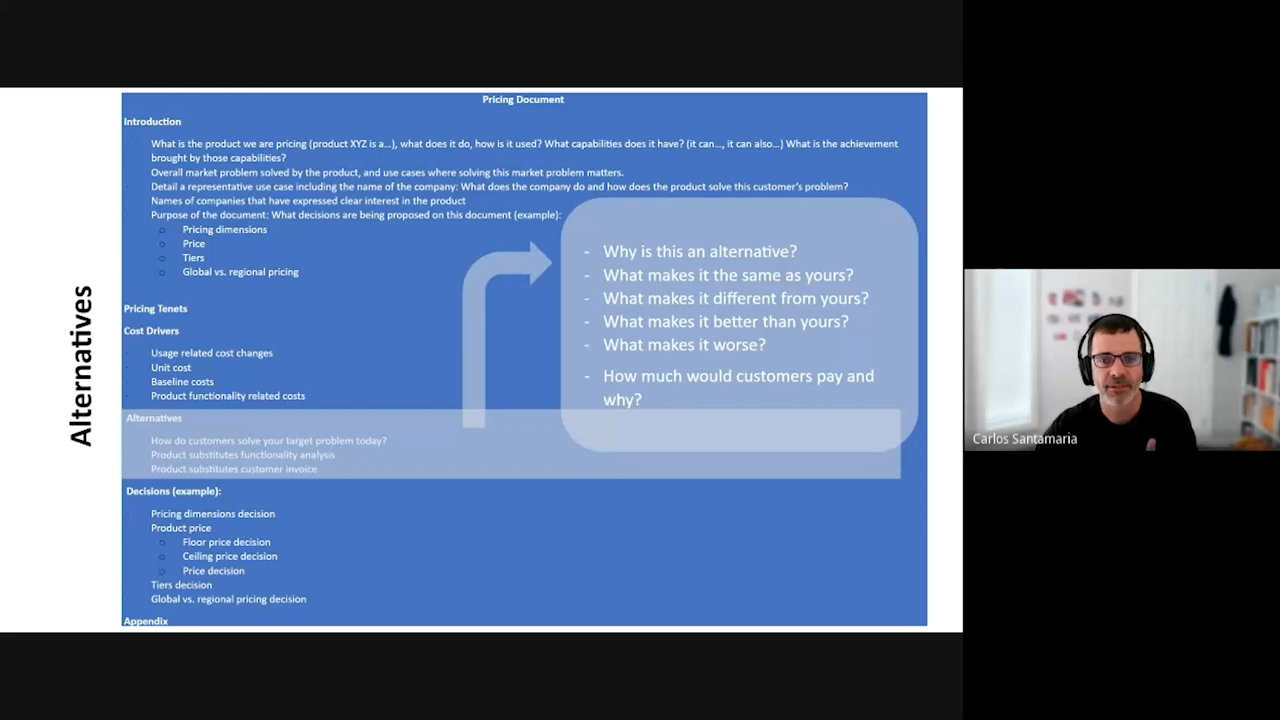 Alternatives
Pricing Document
Introduction
What is the product we are pricing (product XYZ is a…), what does it do, how is it used? What capabilities does it have? (it can…, it can also…) What is the achievement
brought by those capabilities?
Overall market problem solved by the product, and use cases where solving this market problem matters.
Detail a representative use case including the name of the company: What does the company do and how does the product solve this customer's problem?
Names of companies that have expressed clear interest in the product
Purpose of the document: What decisions are being proposed on this document (example):
o Pricing dimensions
o Price
o Tiers
o Global vs. regional pricing
Pricing Tenets
Cost Drivers
Usage related cost changes
Unit cost
Baseline costs
Product functionality related costs
Alternatives
How do customers solve your target problem today?
Product substitutes functionality analysis
Product substitutes customer invoice
Decisions (example):
Pricing dimensions decision
Product price
o Floor price decision
o Ceiling price decision
o Price decision
Tiers decision
Global vs. regional pricing decision
Appendix
- Why is this an alternative?
- What makes it the same as yours?
- What makes it different from yours?
- What makes it better than yours?
- What makes it worse?
- How much would customers pay and
why?
Carlos Santamaria